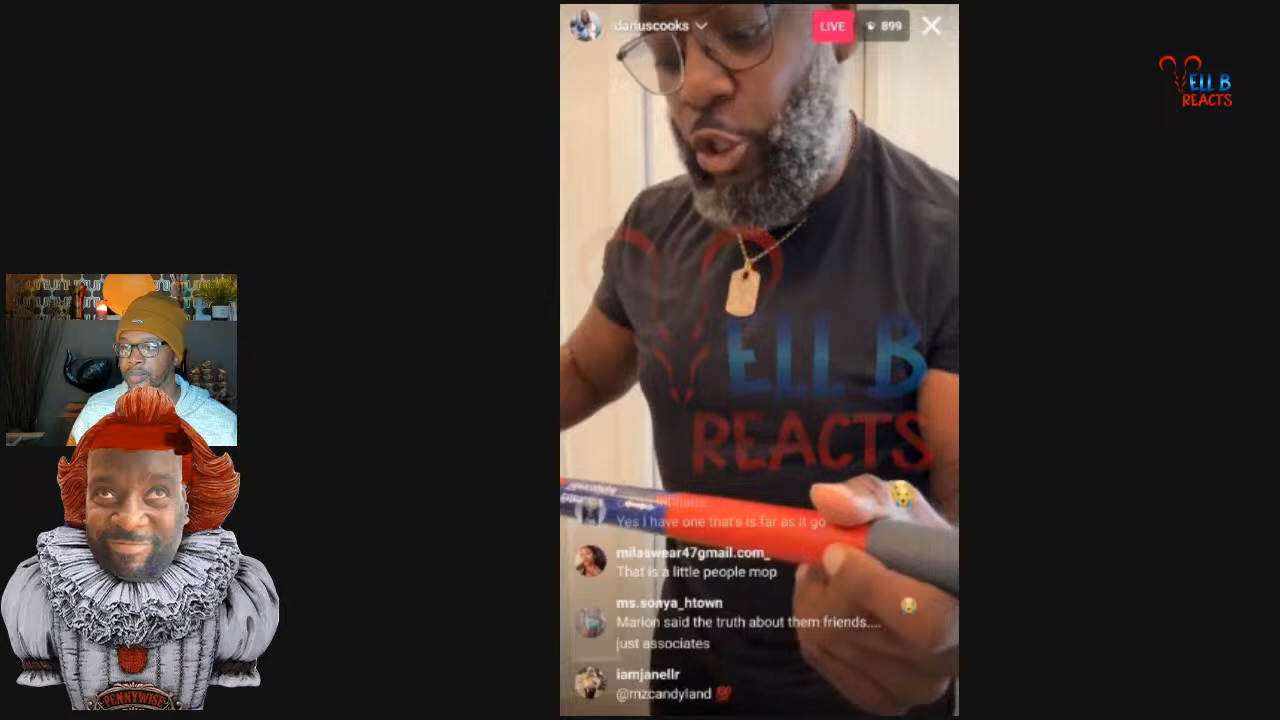 dariuscooks
LIVE
899
ELL B
REACTS
ELL B
REACTS
Yes I have one that's is far as it go
milaswear47gmail.com_
That is a little people mop
ms.sonya_htown
Marion said the truth about them friends....
just associates
iamjanellr
@mzcandyland 💯
PENNYWISE